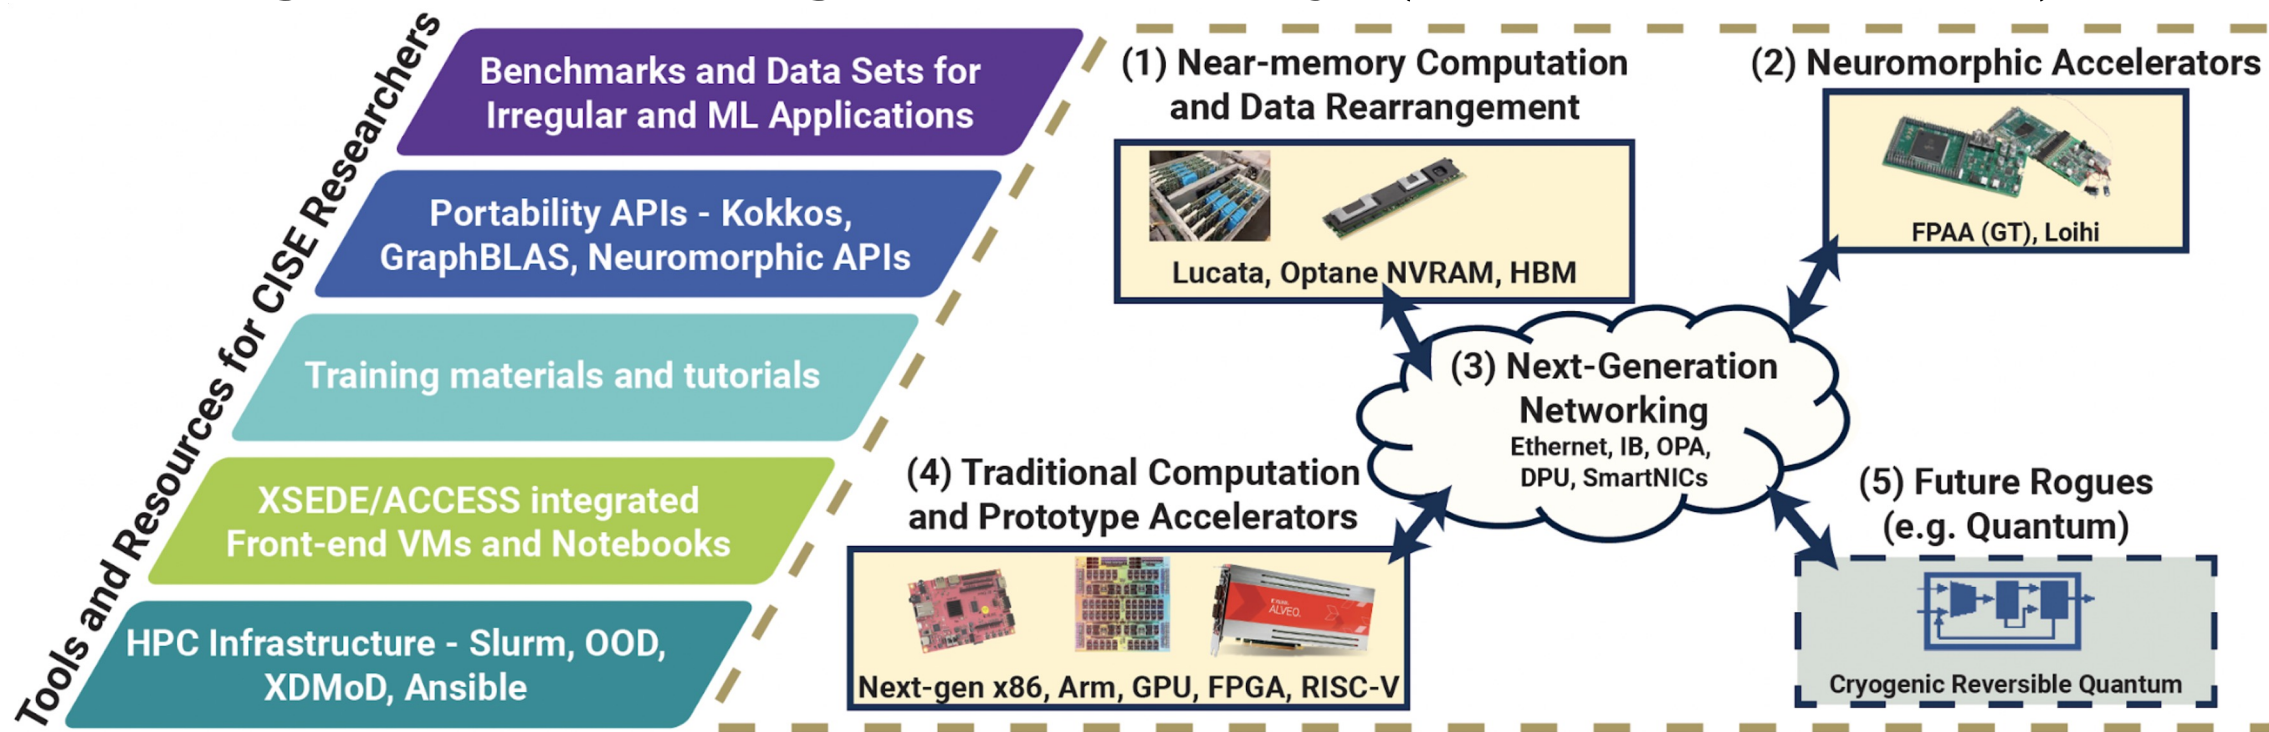 Tools and Resources for CISE Researchers
Benchmarks and Data Sets for
Irregular and ML Applications
Portability APIs - Kokkos,
GraphBLAS, Neuromorphic APIs
Training materials and tutorials
XSEDE/ACCESS integrated
Front-end VMs and Notebooks
HPC Infrastructure - Slurm, OOD,
XDMoD, Ansible
(1) Near-memory Computation
and Data Rearrangement
Lucata, Optane NVRAM, HBM
(2) Neuromorphic Accelerators
FPAA (GT), Loihi
(3) Next-Generation
Networking
Ethernet, IB, OPA,
DPU, SmartNICs
(4) Traditional Computation
and Prototype Accelerators
ALVEO.
Next-gen x86, Arm, GPU, FPGA, RISC-V
(5) Future Rogues
(e.g. Quantum)
Cryogenic Reversible Quantum